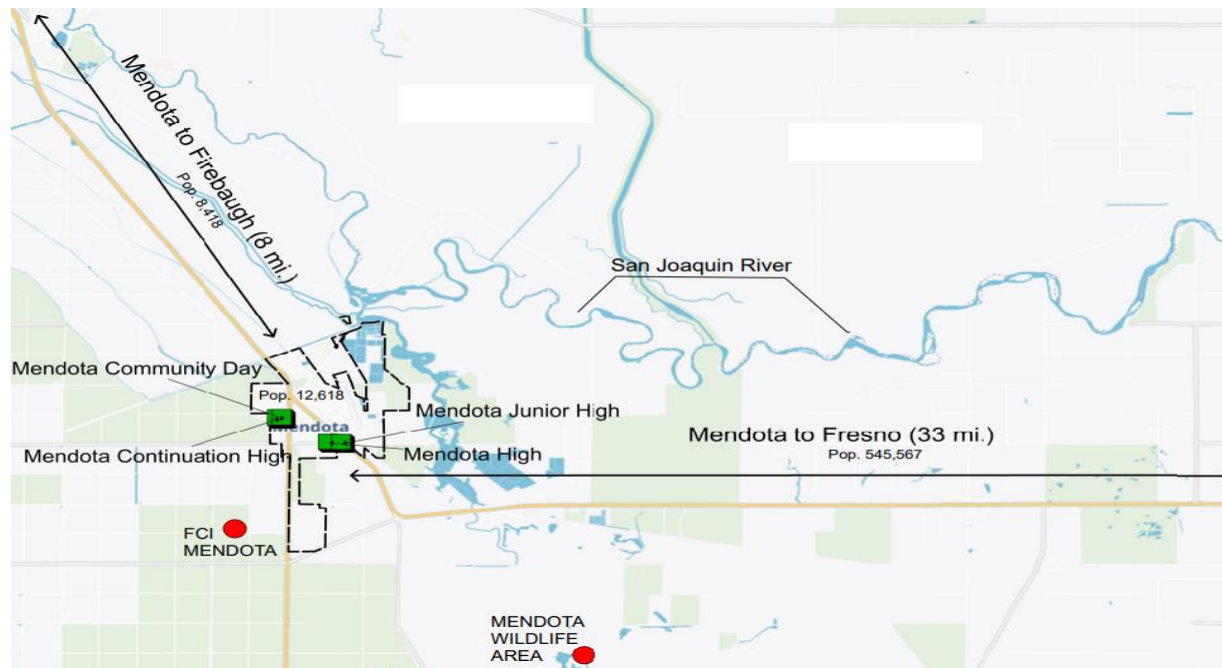 Mendota to Firebaugh (8 mi.)
Pop. 8,418
San Joaquin River
Mendota Community Day
Pop. 12,618
Mendota
Mendota Junior High
Mendota Continuation High
Mendota High
Mendota to Fresno (33 mi.)
Pop. 545,567
FCI
MENDOTA
MENDOTA
WILDLIFE
AREA